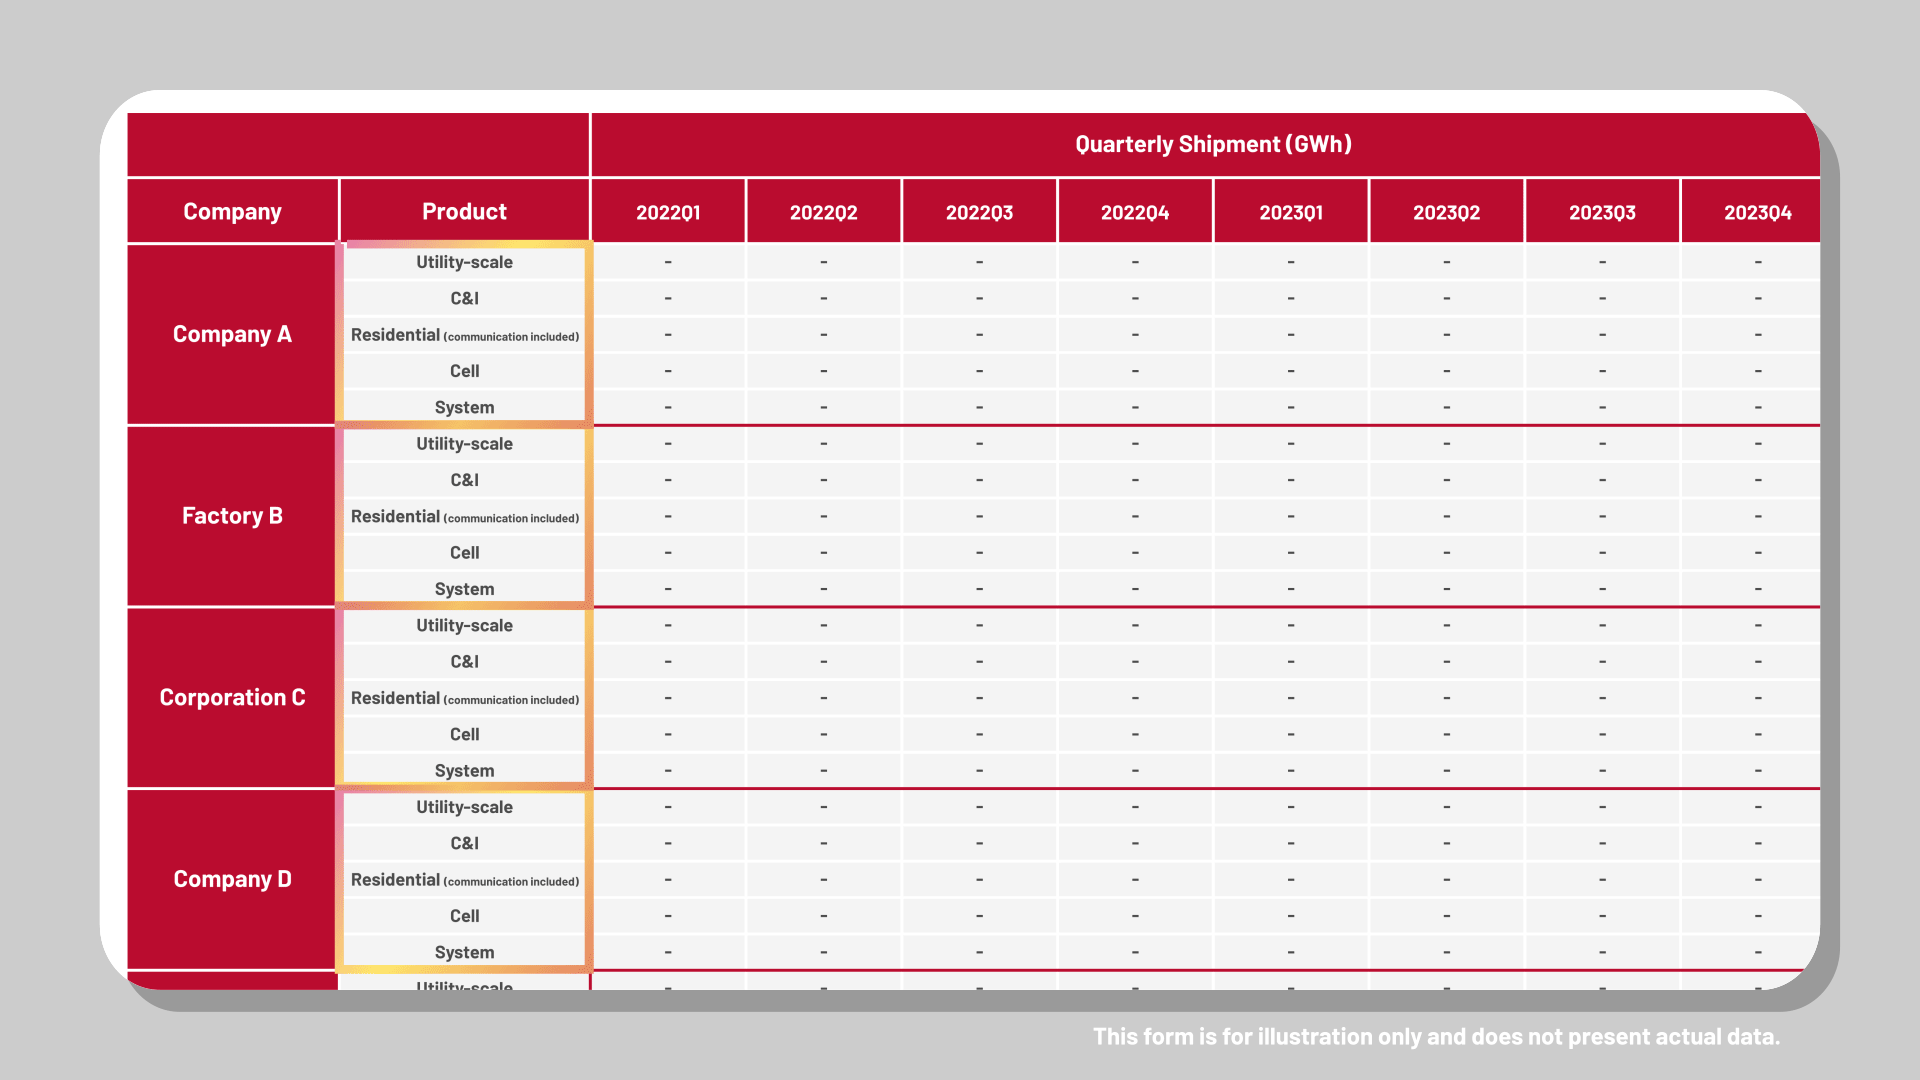 Quarterly Shipment (GWh)
Company Product 2022Q1 2022Q2 2022Q3 2022Q4 2023Q1 2023Q2 2023Q3 2023Q4
Company A
Utility-scale - - - - - - - -
C&I - - - - - - - -
Residential (communication included) - - - - - - - -
Cell - - - - - - - -
System - - - - - - - -
Factory B
Utility-scale - - - - - - - -
C&I - - - - - - - -
Residential (communication included) - - - - - - - -
Cell - - - - - - - -
System - - - - - - - -
Corporation C
Utility-scale - - - - - - - -
C&I - - - - - - - -
Residential (communication included) - - - - - - - -
Cell - - - - - - - -
System - - - - - - - -
Company D
Utility-scale - - - - - - - -
C&I - - - - - - - -
Residential (communication included) - - - - - - - -
Cell - - - - - - - -
System - - - - - - - -
Utility-scale - - - - - - - -
This form is for illustration only and does not present actual data.